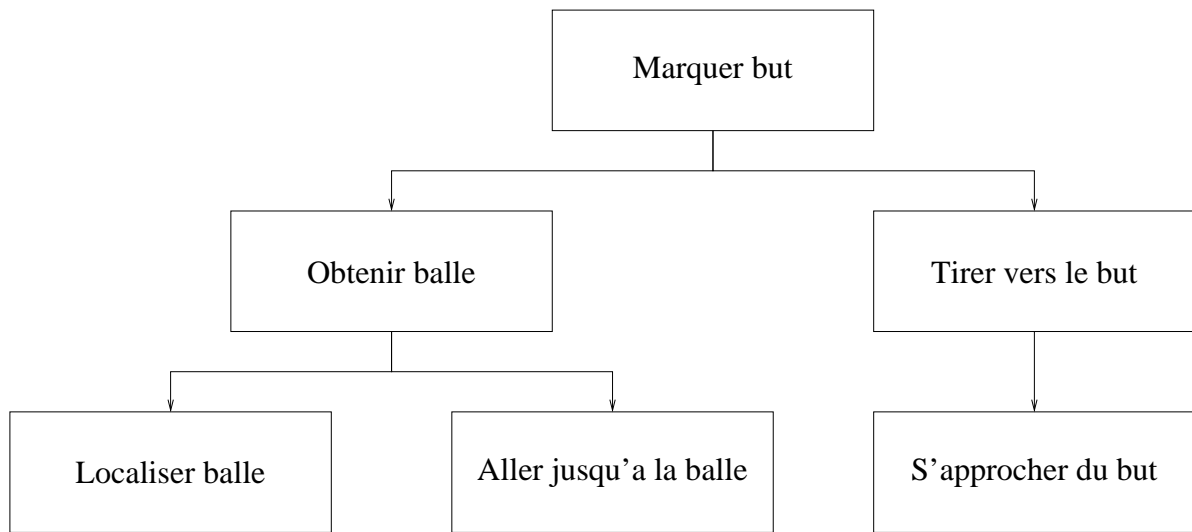 Marquer but
Obtenir balle
Tirer vers le but
Localiser balle
Aller jusqu'a la balle
S'approcher du but